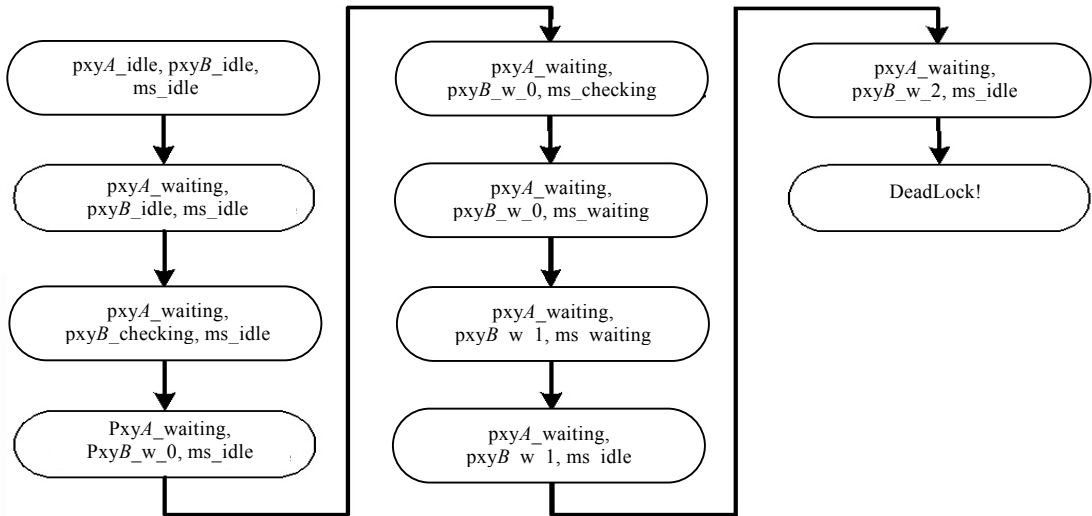 pxyA_idle, pxyB_idle,
ms_idle
pxyA_waiting,
pxyB_idle, ms_idle
pxyA_waiting,
pxyB_checking, ms_idle
PxyA_waiting,
PxyB_w_0, ms_idle
pxyA_waiting,
pxyB_w_0, ms_checking
pxyA_waiting,
pxyB_w_0, ms_waiting
pxyA_waiting,
pxyB w 1, ms waiting
pxyA_waiting,
pxyB w 1, ms idle
pxyA_waiting,
pxyB_w_2, ms_idle
DeadLock!